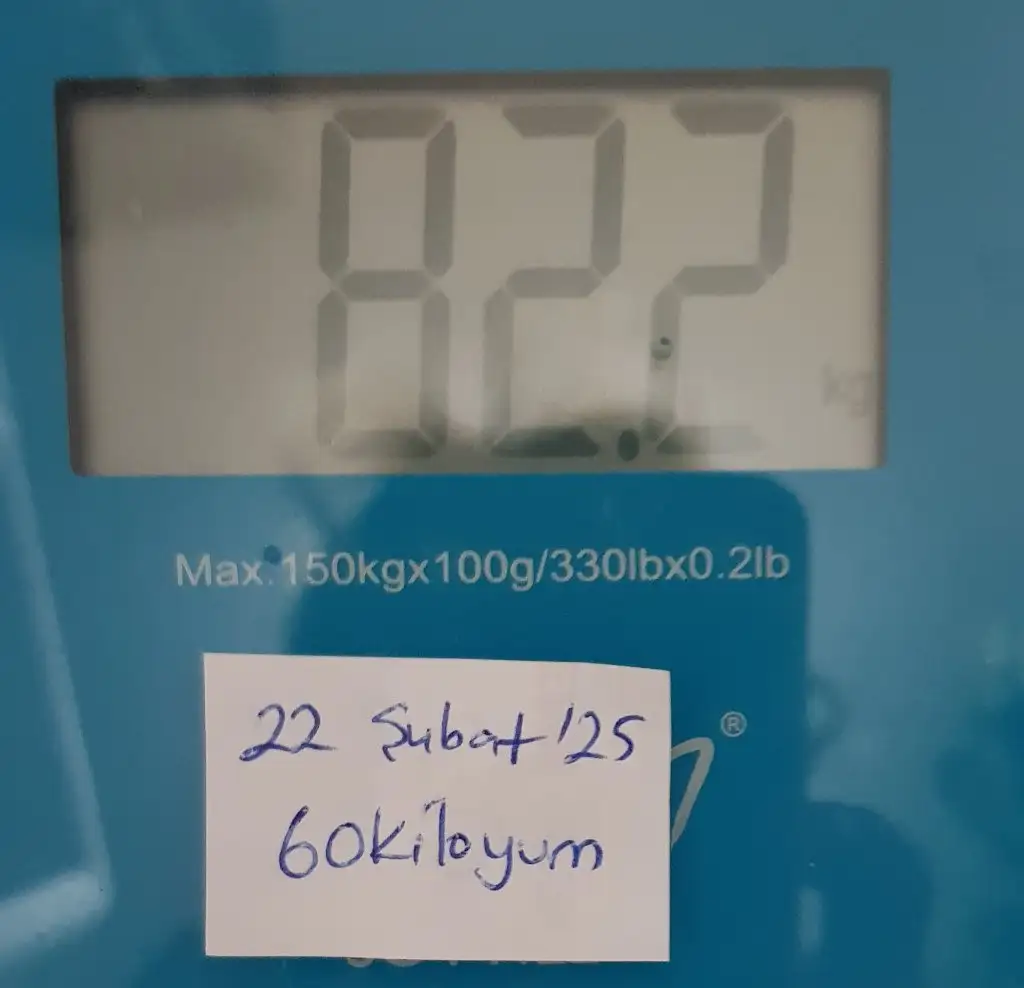 82.2
kg
Max.150kgx100g/330lbx0.2lb
22 Şubat '25
®
60kiloyum